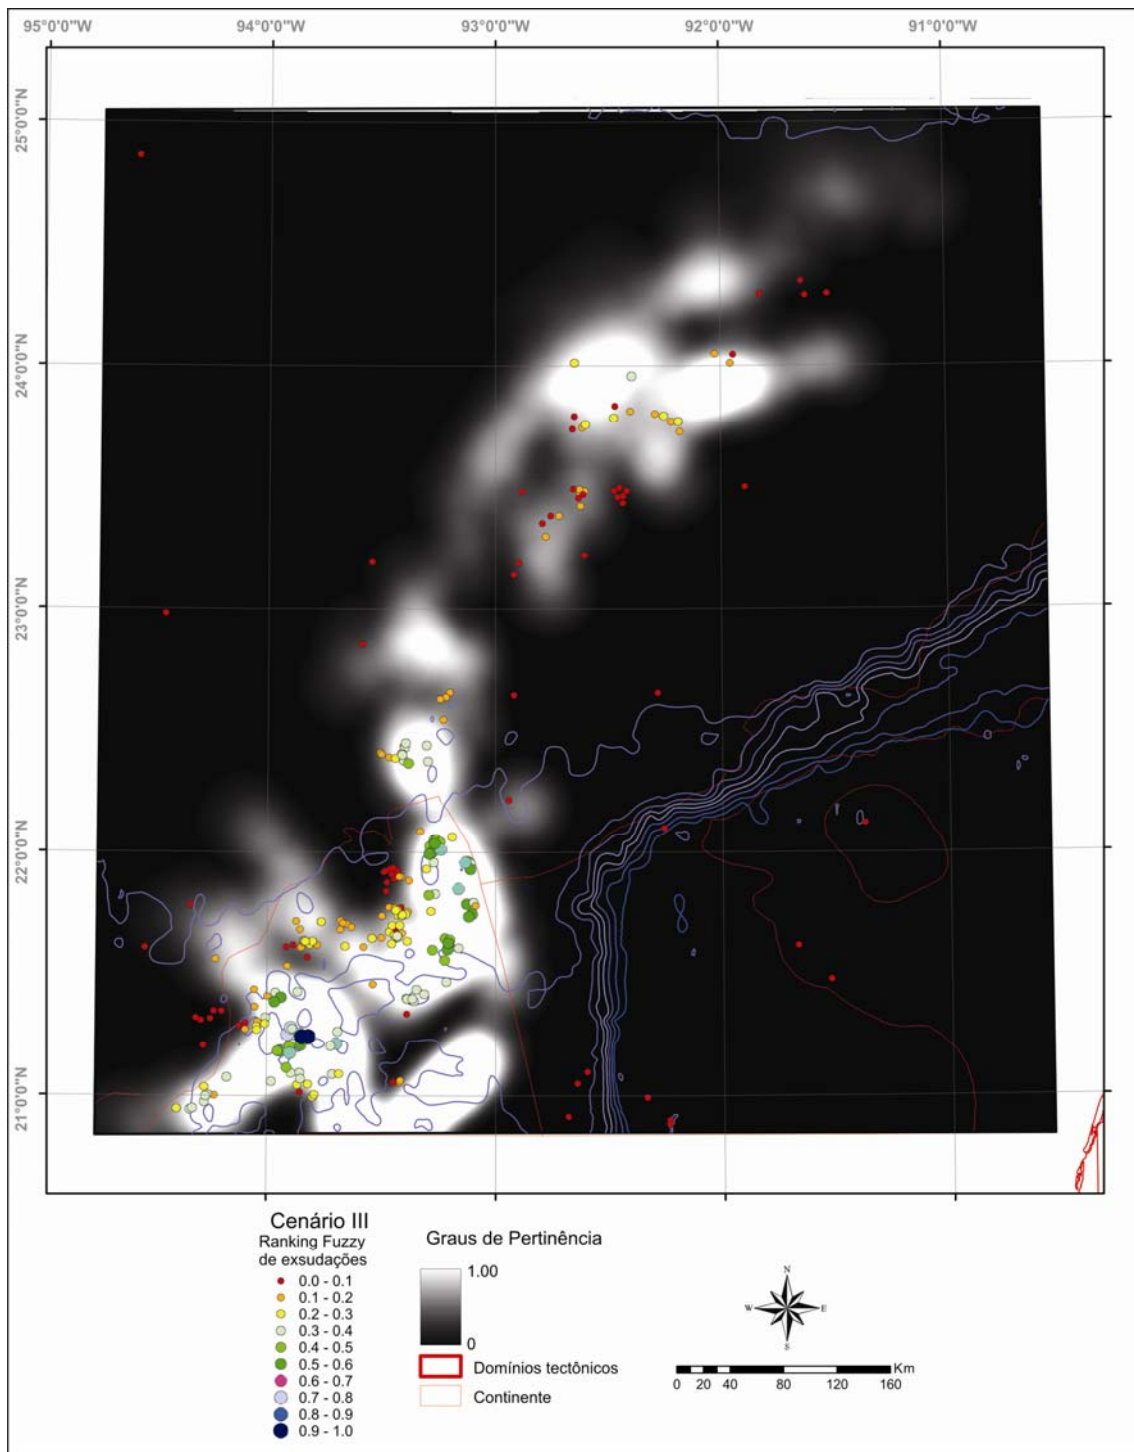 95°0'0"W 94°0'0"W 93°0'0"W 92°0'0"W 91°0'0"W
25°0'0"N
24°0'0"N
23°0'0"N
22°0'0"N
21°0'0"N
Cenário III
Ranking Fuzzy
de exsudações
0.0 - 0.1
0.1 - 0.2
0.2 - 0.3
0.3 - 0.4
0.4 - 0.5
0.5 - 0.6
0.6 - 0.7
0.7 - 0.8
0.8 - 0.9
0.9 - 1.0
Graus de Pertinência
1.00
0
Domínios tectônicos
Continente
N
W E
S
Km
0 20 40 80 120 160